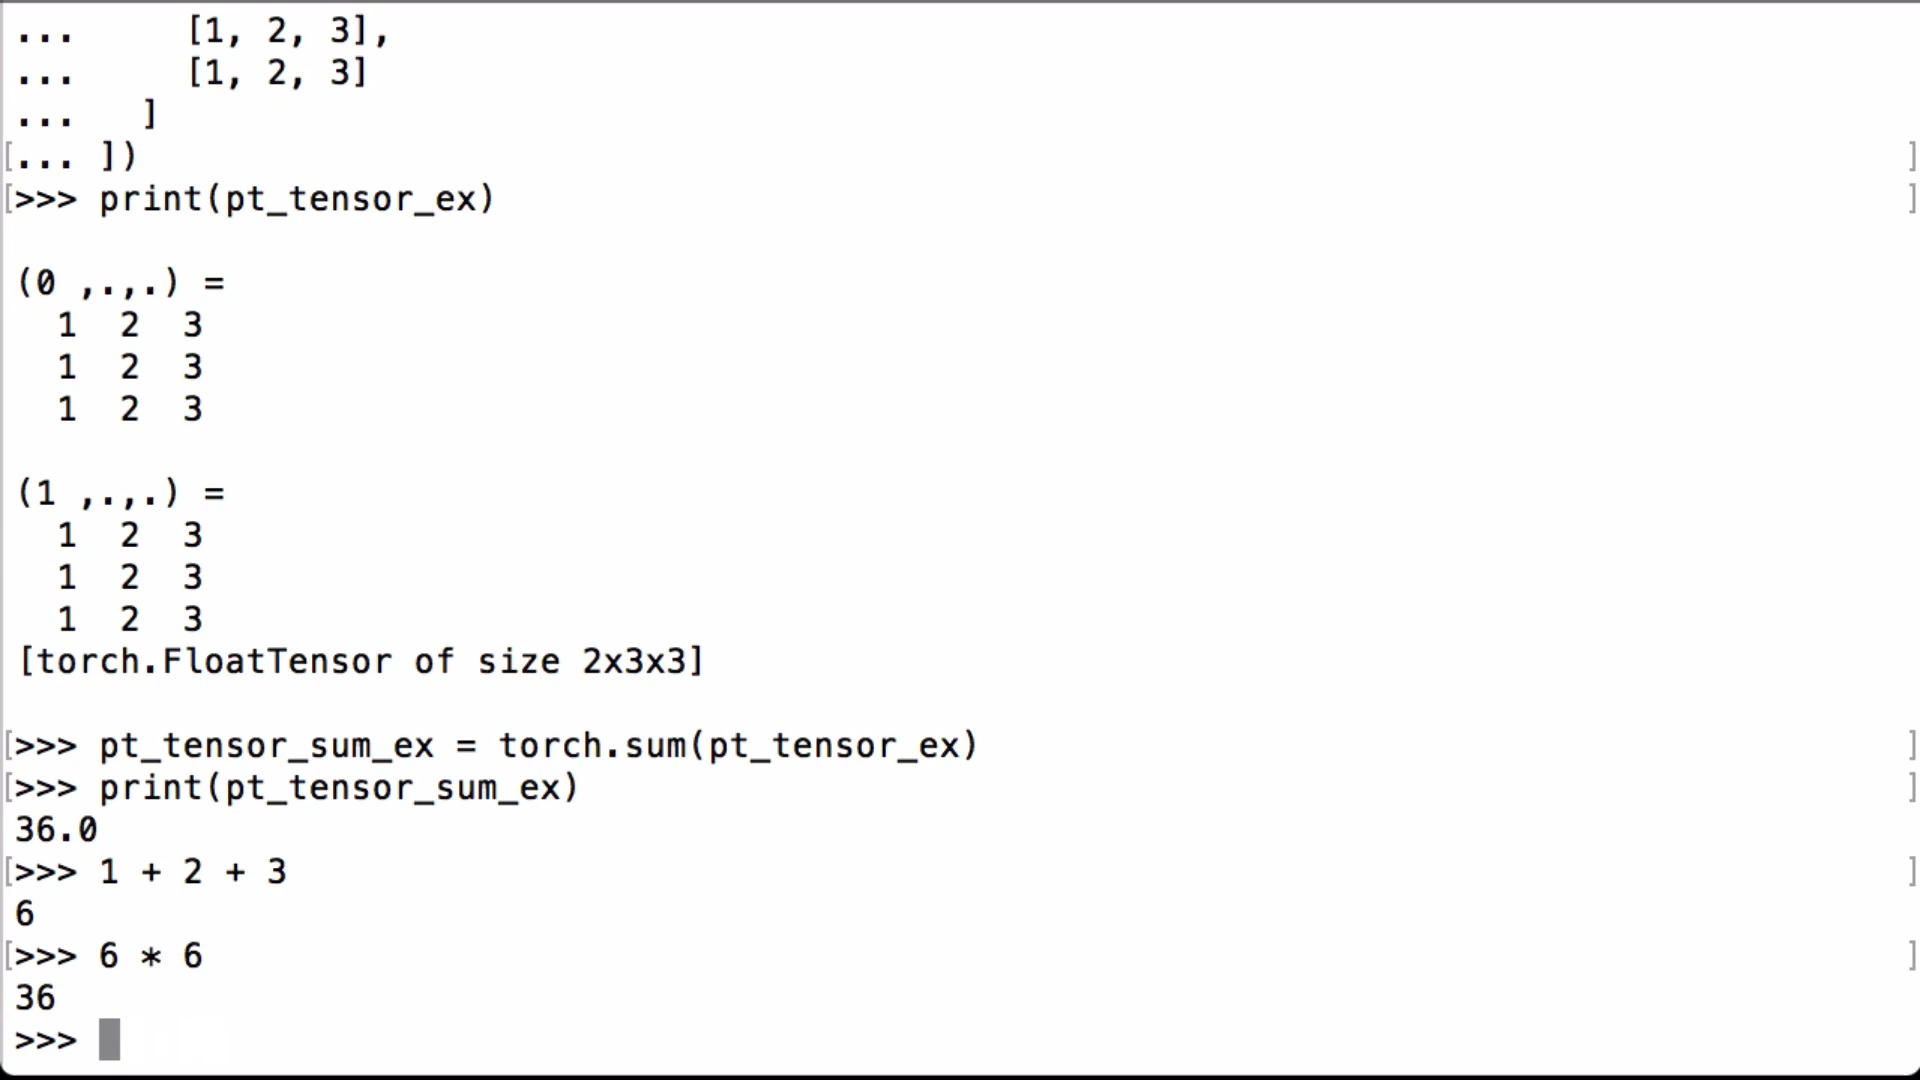 ...     [1, 2, 3],
...     [1, 2, 3]
...   ]
[... ]) ]
[>>> print(pt_tensor_ex) ]
(0 ,.,.) =
  1  2  3
  1  2  3
  1  2  3
(1 ,.,.) =
  1  2  3
  1  2  3
  1  2  3
[torch.FloatTensor of size 2x3x3]
[>>> pt_tensor_sum_ex = torch.sum(pt_tensor_ex) ]
[>>> print(pt_tensor_sum_ex) ]
36.0
[>>> 1 + 2 + 3 ]
6
[>>> 6 * 6 ]
36
>>>